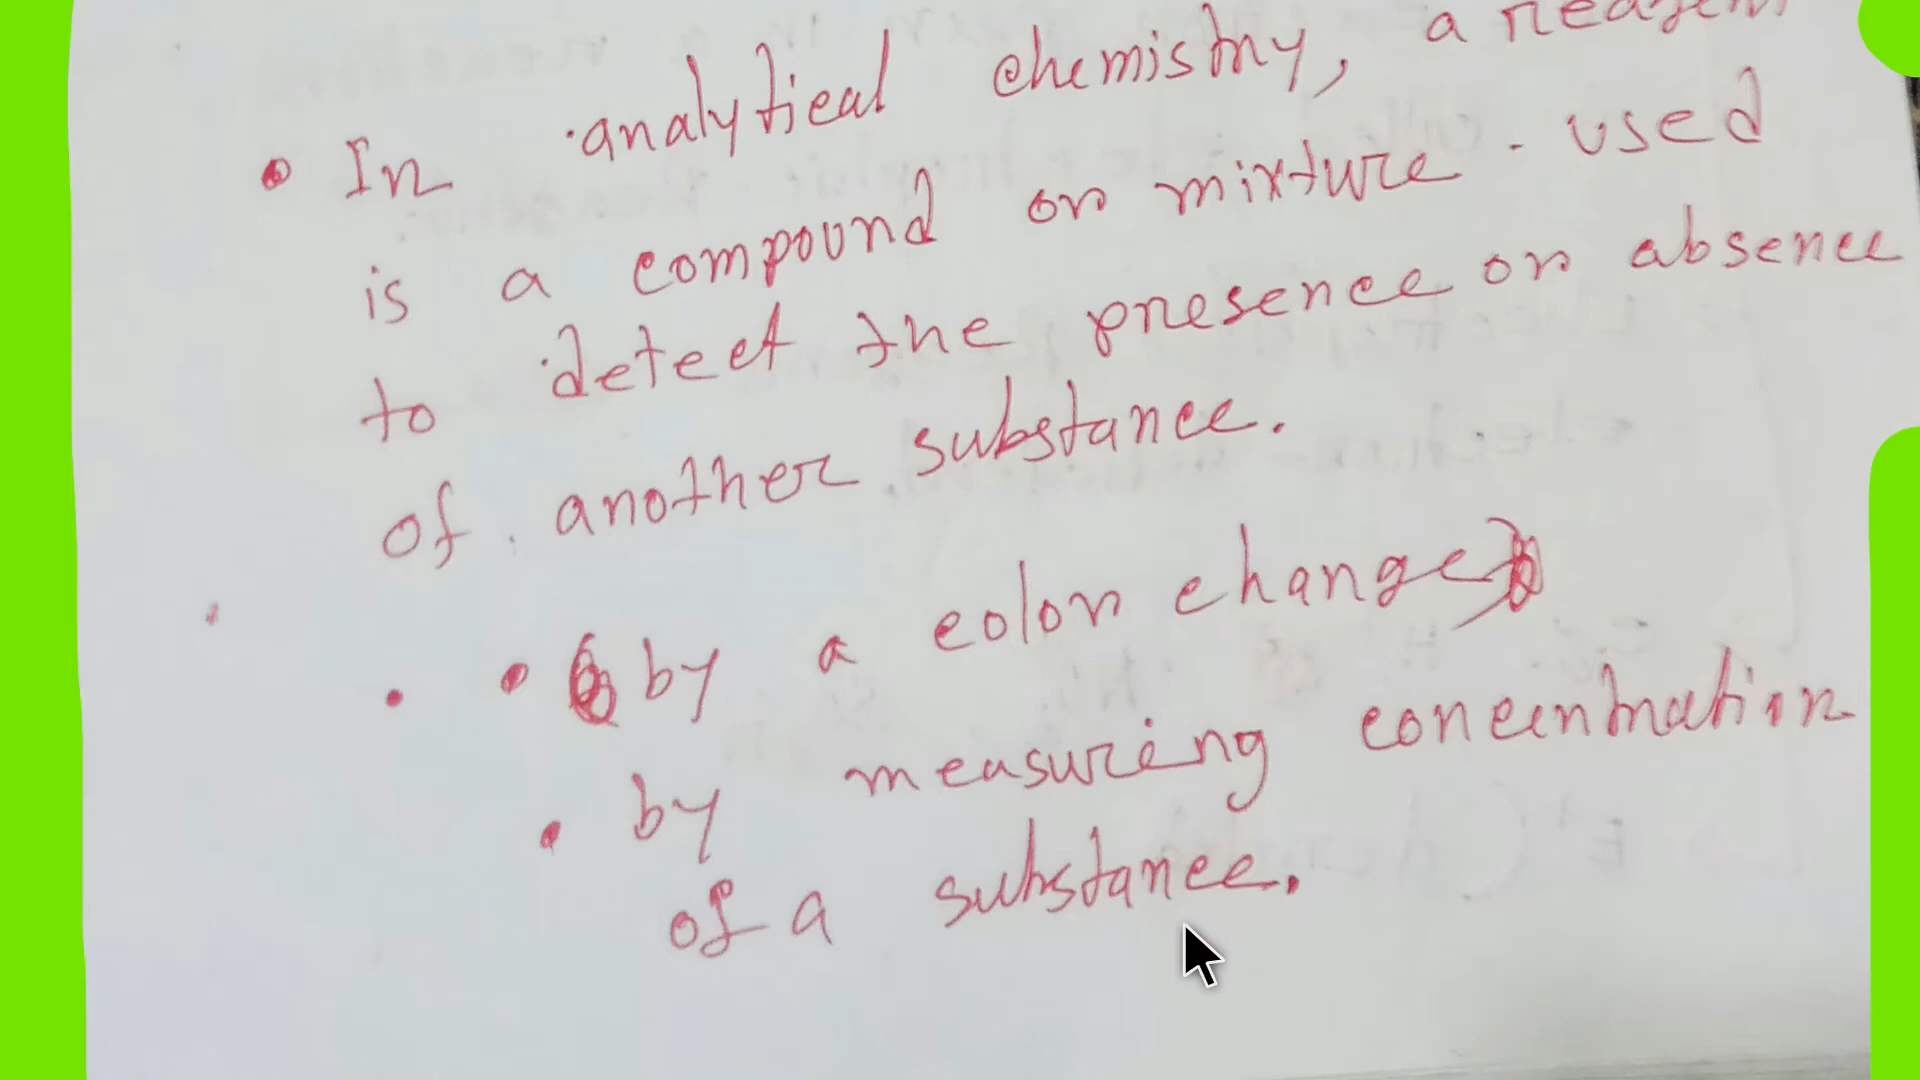 • In analytical chemistry, a reagent
is a compound or mixture used
to detect the presence or absence
of another substance.
• by a color change
• by measuring concentration
of a substance.